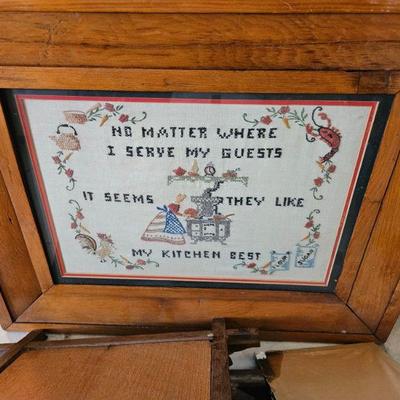 NO MATTER WHERE
I SERVE MY GUESTS
IT SEEMS THEY LIKE
MY KITCHEN BEST